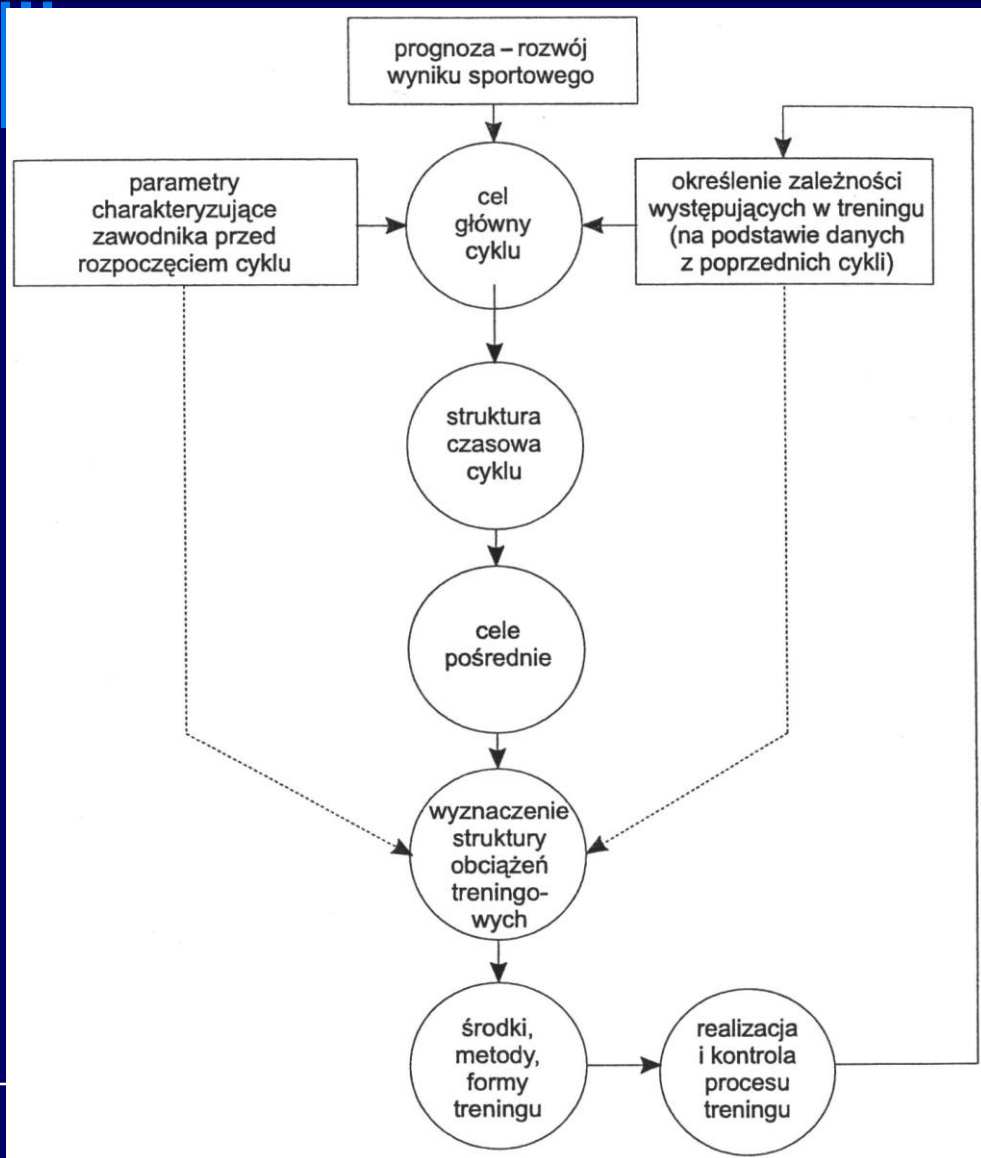 prognoza – rozwój
wyniku sportowego
parametry
charakteryzujące
zawodnika przed
rozpoczęciem cyklu
cel
główny
cyklu
określenie zależności
występujących w treningu
(na podstawie danych
z poprzednich cykli)
struktura
czasowa
cyklu
cele
pośrednie
wyznaczenie
struktury
obciążeń
treningo-
wych
środki,
metody,
formy
treningu
realizacja
i kontrola
procesu
treningu